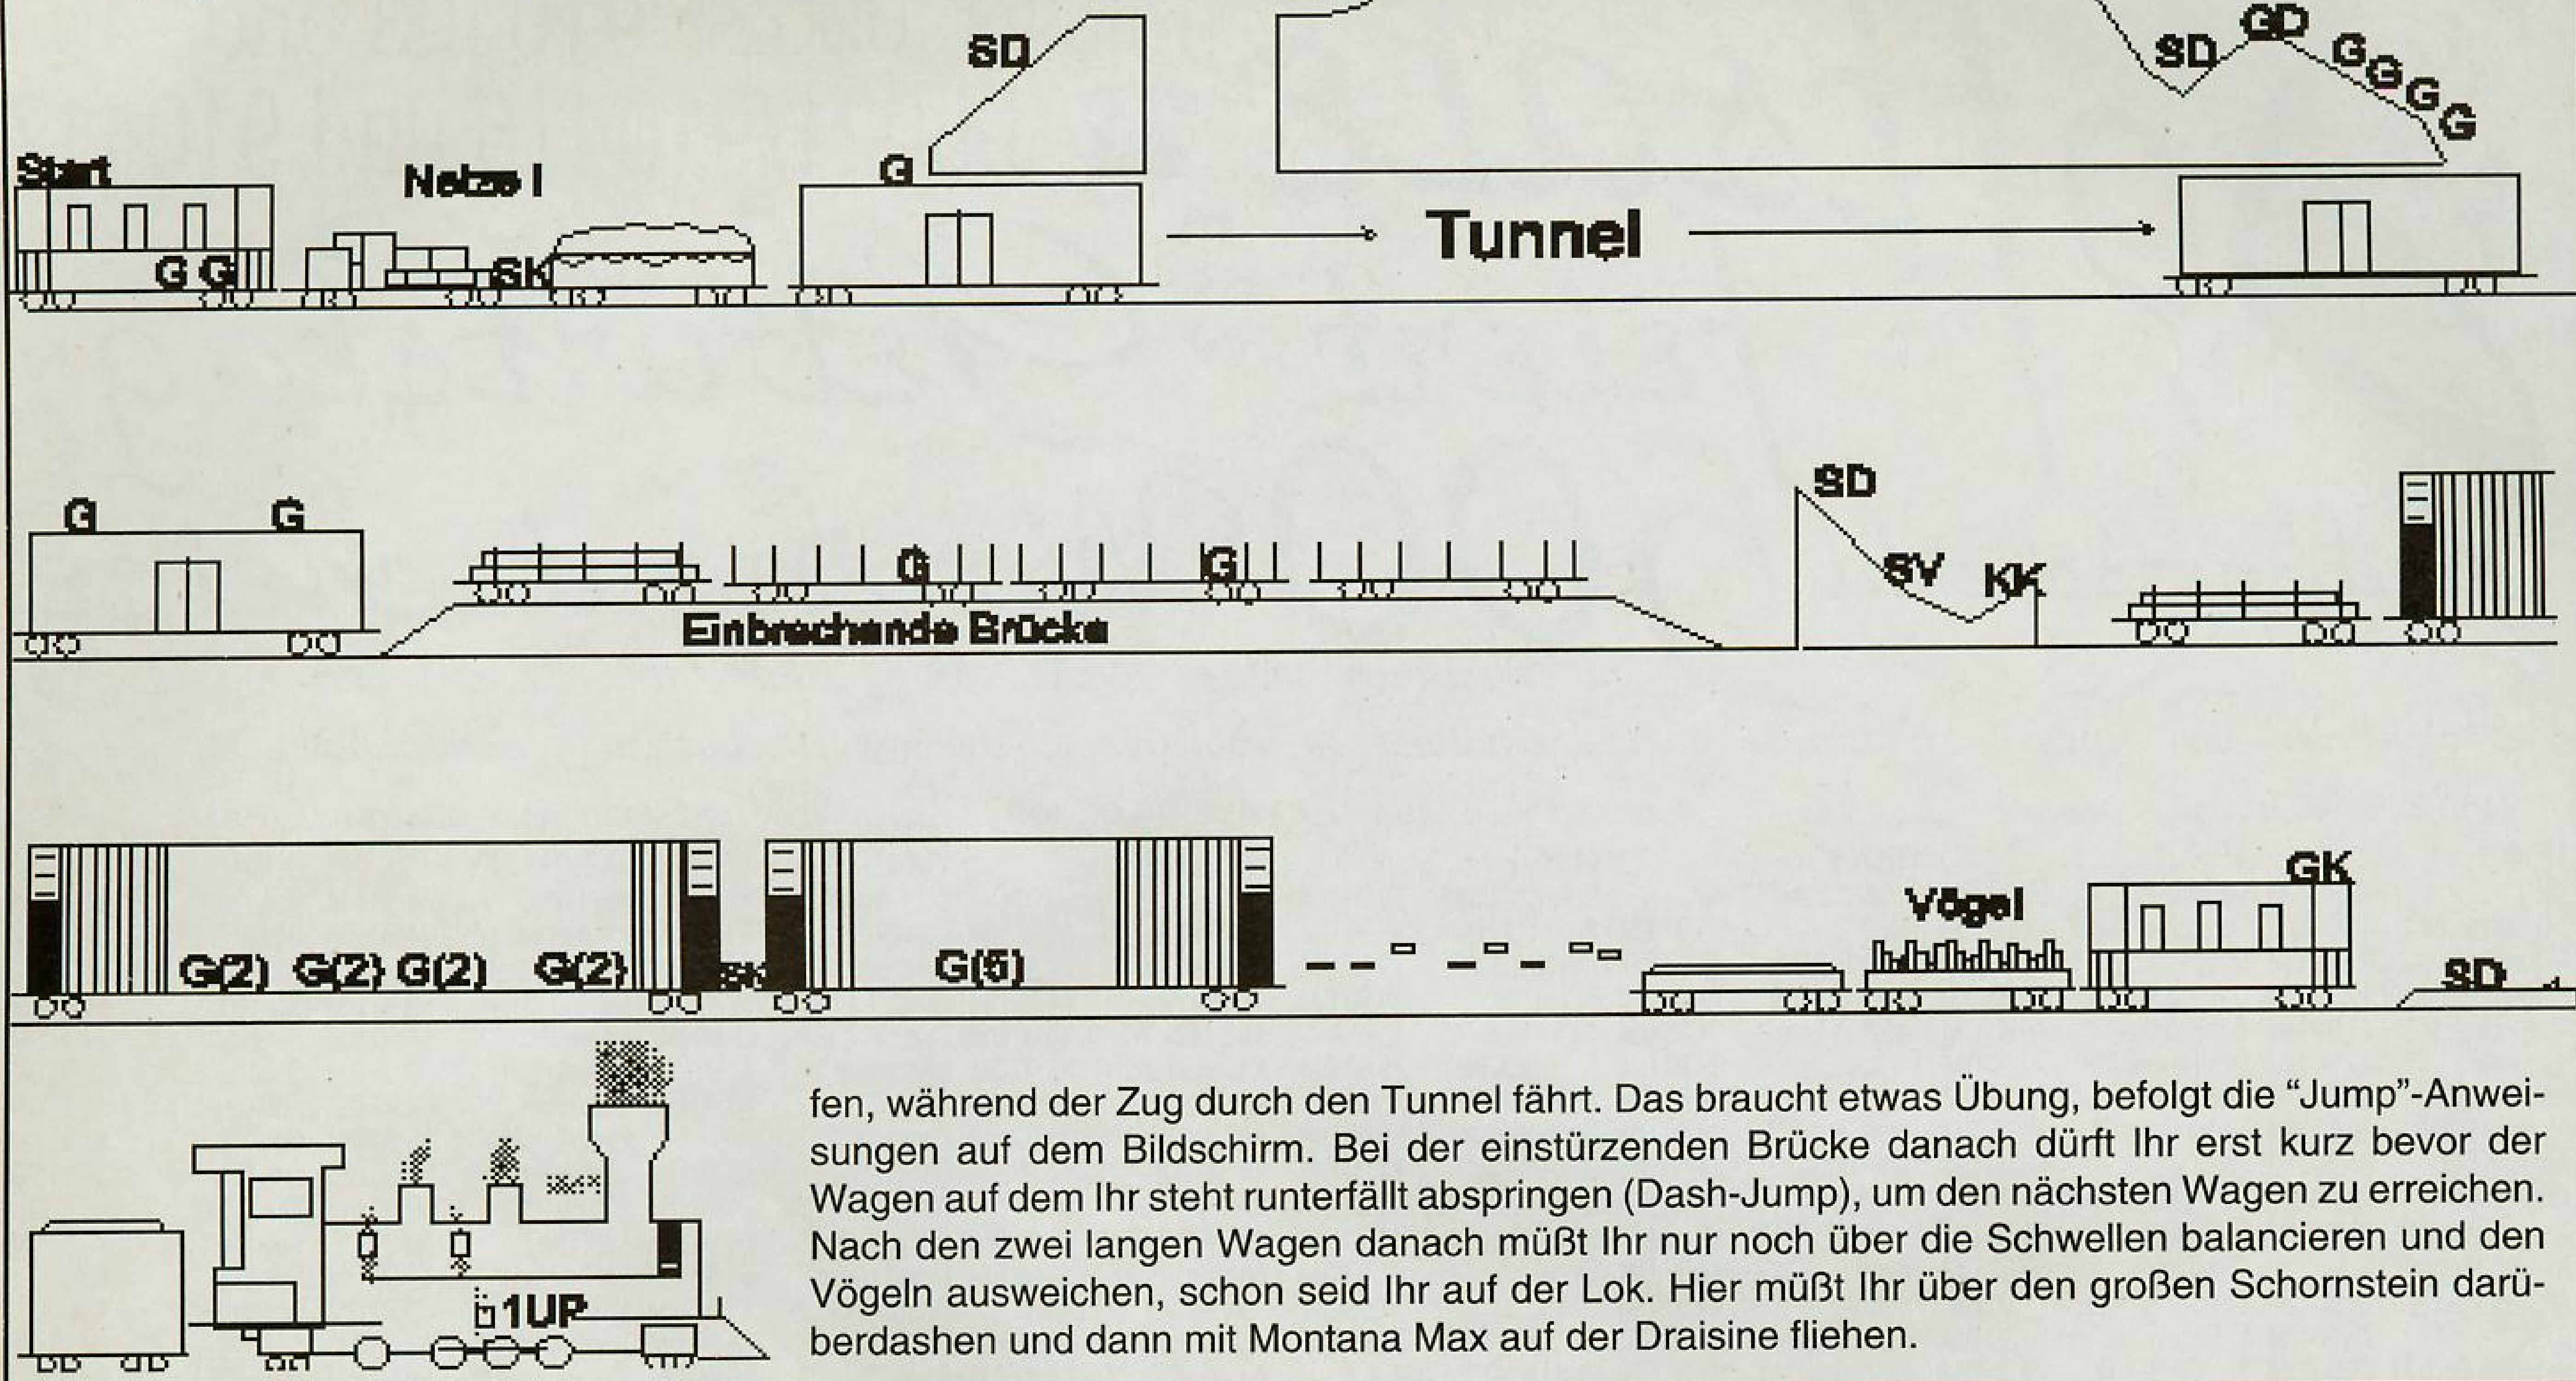 SD
SD GD G G G G
Start
Netze I
G
G G
SK
Tunnel
G G
SD
G G
SV KK
Einbrechende Brücke
GK
Vögel
G(2) G(2) G(2) G(2)
SK
G(5)
SD
fen, während der Zug durch den Tunnel fährt. Das braucht etwas Übung, befolgt die “Jump”-Anwei-
sungen auf dem Bildschirm. Bei der einstürzenden Brücke danach dürft Ihr erst kurz bevor der
Wagen auf dem Ihr steht runterfällt abspringen (Dash-Jump), um den nächsten Wagen zu erreichen.
Nach den zwei langen Wagen danach müßt Ihr nur noch über die Schwellen balancieren und den
Vögeln ausweichen, schon seid Ihr auf der Lok. Hier müßt Ihr über den großen Schornstein darü-
berdashen und dann mit Montana Max auf der Draisine fliehen.
1UP